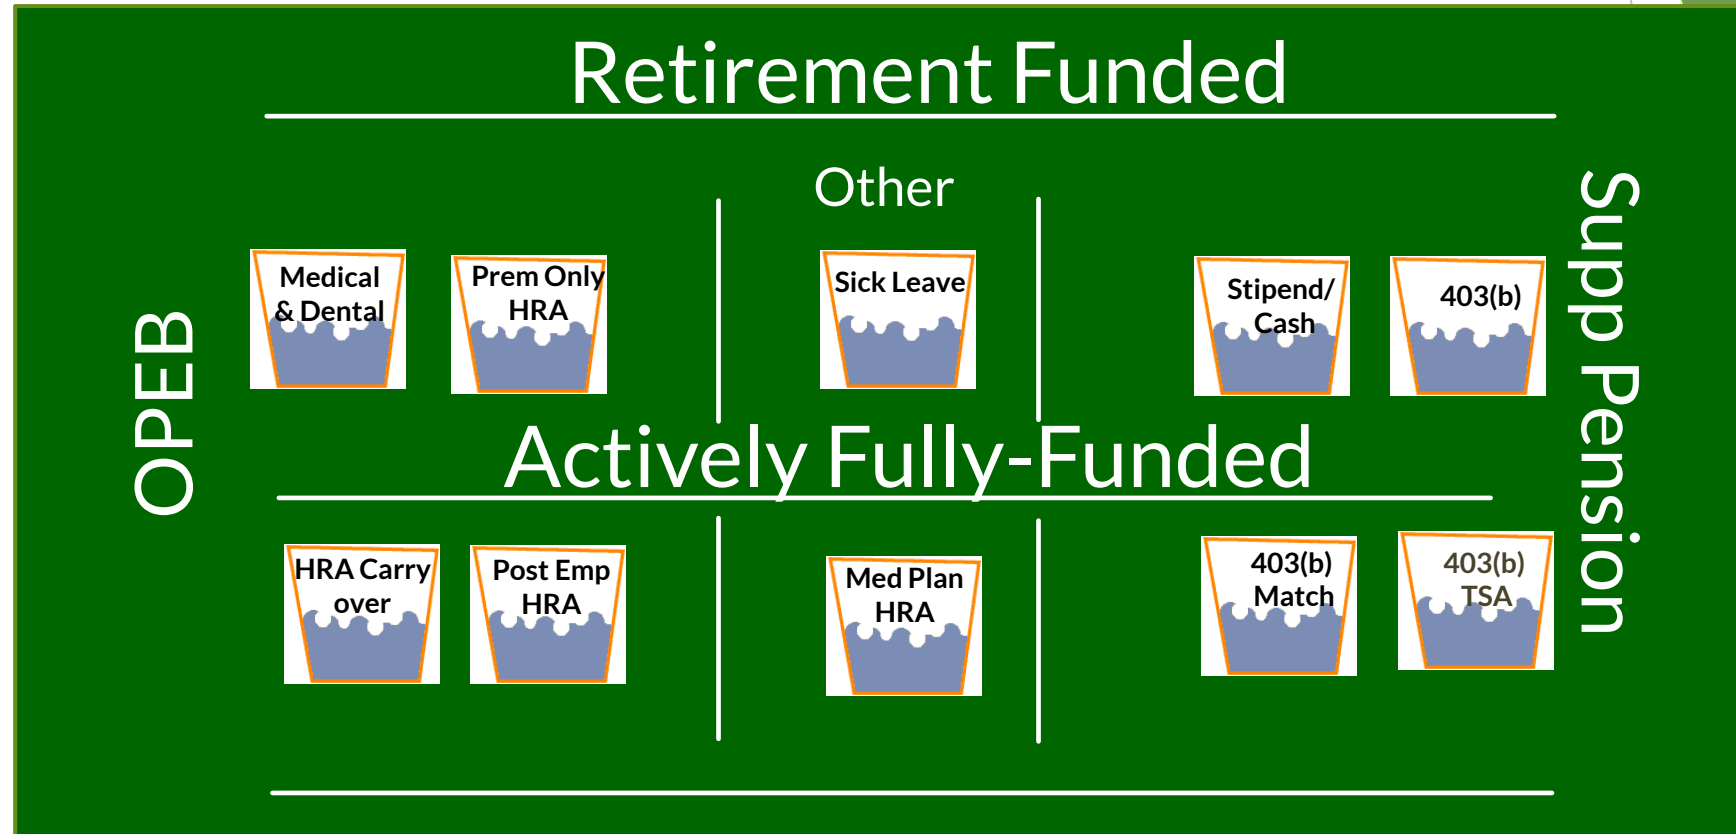 Retirement Funded
Other
OPEB
Supp Pension
Medical
& Dental
Prem Only
HRA
Sick Leave
Stipend/
Cash
403(b)
Actively Fully-Funded
HRA Carry
over
Post Emp
HRA
Med Plan
HRA
403(b)
Match
403(b)
TSA